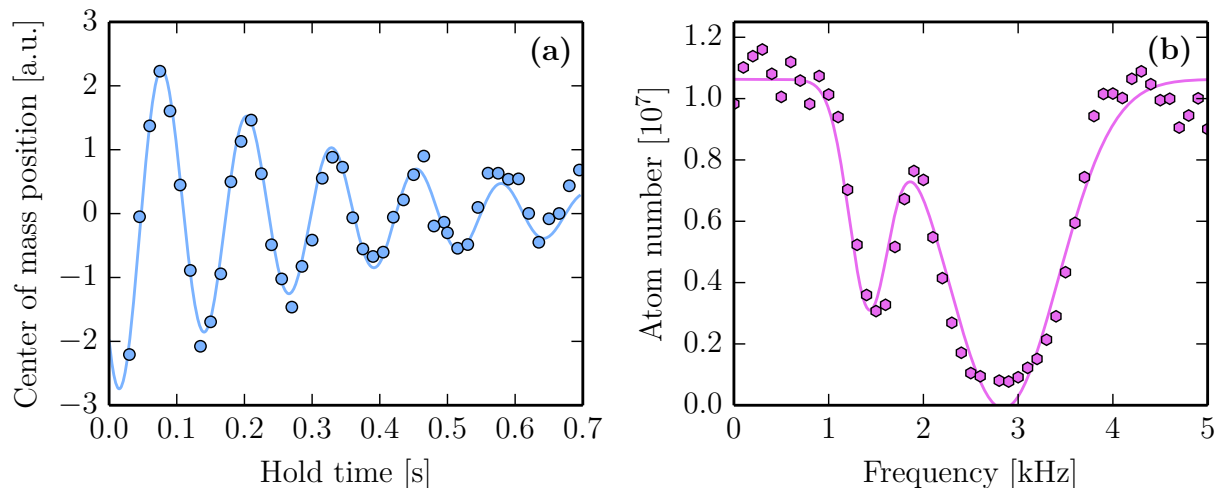 (a)
3
2
1
0
−1
−2
−3
Center of mass position [a.u.]
0.0 0.1 0.2 0.3 0.4 0.5 0.6 0.7
Hold time [s]
(b)
1.2
1.0
0.8
0.6
0.4
0.2
0.0
Atom number [10⁷]
0 1 2 3 4 5
Frequency [kHz]